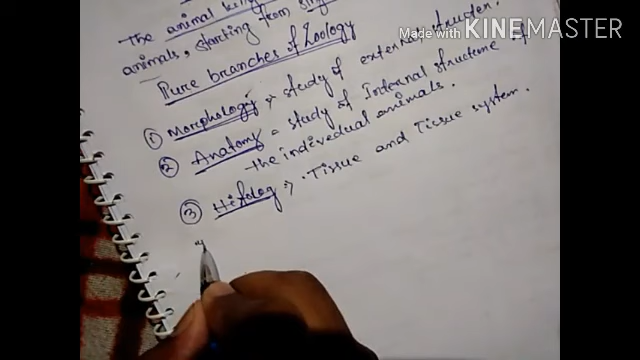 Made with KINEMASTER
The animal king
animals, starting from sing
Pure branches of Zoology
① Morphology :- study of external structer.
② Anatomy = study of Internal structure of
the individual animals.
③ Histology :- Tissue and Tissue system.